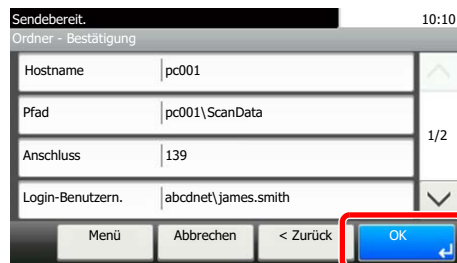 Sendebereit. 10:10
Ordner - Bestätigung
Hostname pc001
Pfad pc001\ScanData
1/2
Anschluss 139
Login-Benutzern. abcdnet\james.smith
Menü Abbrechen < Zurück OK